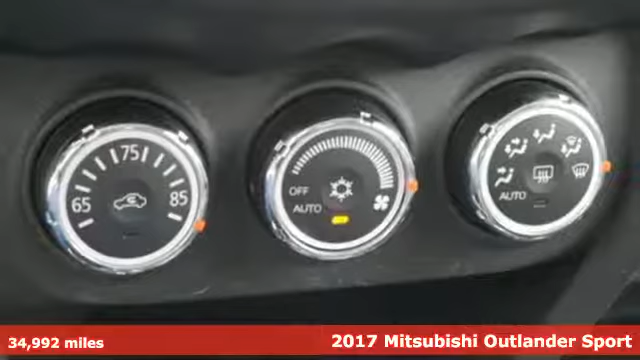 65 75 85
OFF
AUTO
AUTO
34,992 miles
2017 Mitsubishi Outlander Sport